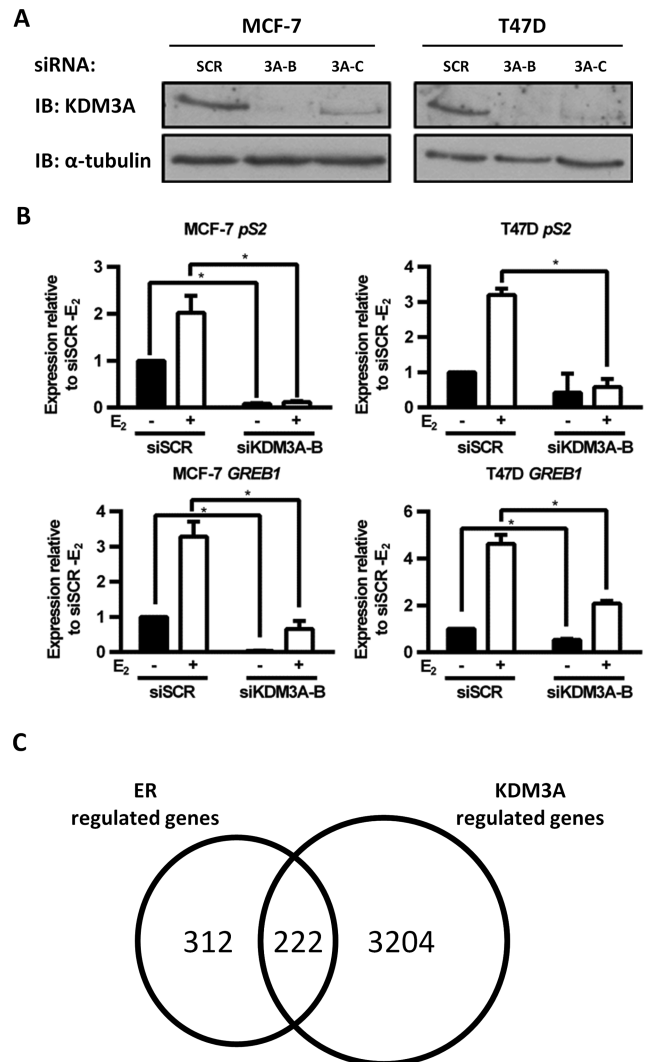 A
MCF-7 T47D
siRNA: SCR 3A-B 3A-C SCR 3A-B 3A-C
IB: KDM3A
IB: α-tubulin
B
MCF-7 pS2
Expression relative
to siSCR -E2
3
2
1
0
* *
E2 - + - +
siSCR siKDM3A-B
T47D pS2
Expression relative
to siSCR -E2
4
3
2
1
0
*
E2 - + - +
siSCR siKDM3A-B
MCF-7 GREB1
Expression relative
to siSCR -E2
4
3
2
1
0
*
*
E2 - + - +
siSCR siKDM3A-B
T47D GREB1
Expression relative
to siSCR -E2
6
4
2
0
*
*
E2 - + - +
siSCR siKDM3A-B
C
ER
regulated genes
KDM3A
regulated genes
312 222 3204